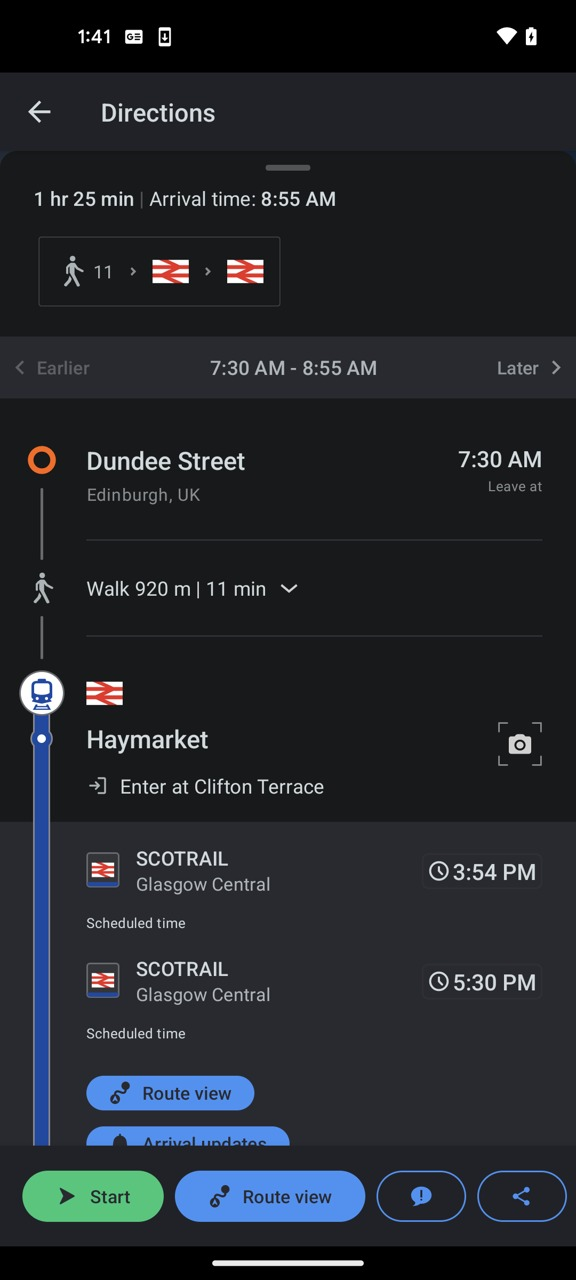 1:41
Directions
1 hr 25 min | Arrival time: 8:55 AM
11
Earlier 7:30 AM - 8:55 AM Later
Dundee Street 7:30 AM
Edinburgh, UK Leave at
Walk 920 m | 11 min
Haymarket
Enter at Clifton Terrace
SCOTRAIL
Glasgow Central 3:54 PM
Scheduled time
SCOTRAIL
Glasgow Central 5:30 PM
Scheduled time
Route view
Arrival updates
Start Route view